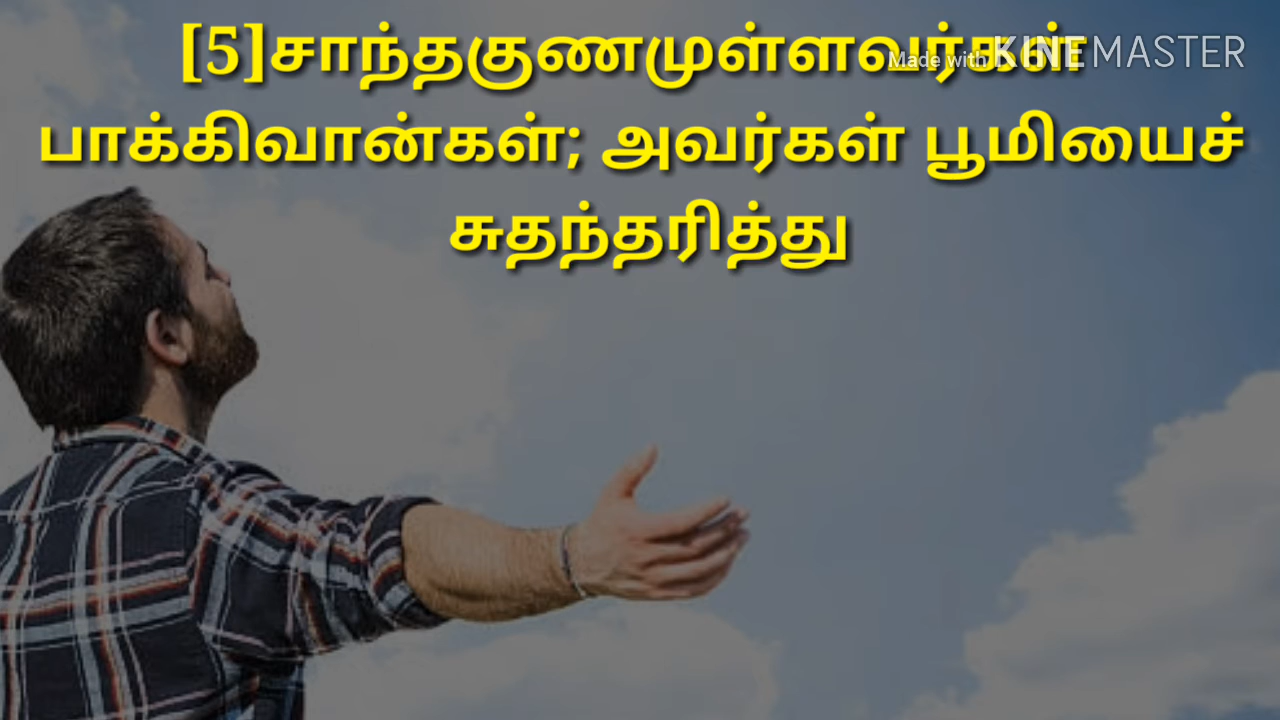 [5]சாந்தகுணமுள்ளவர்கள்
Made with KINEMASTER
பாக்கிவான்கள்; அவர்கள் பூமியைச்
சுதந்தரித்து